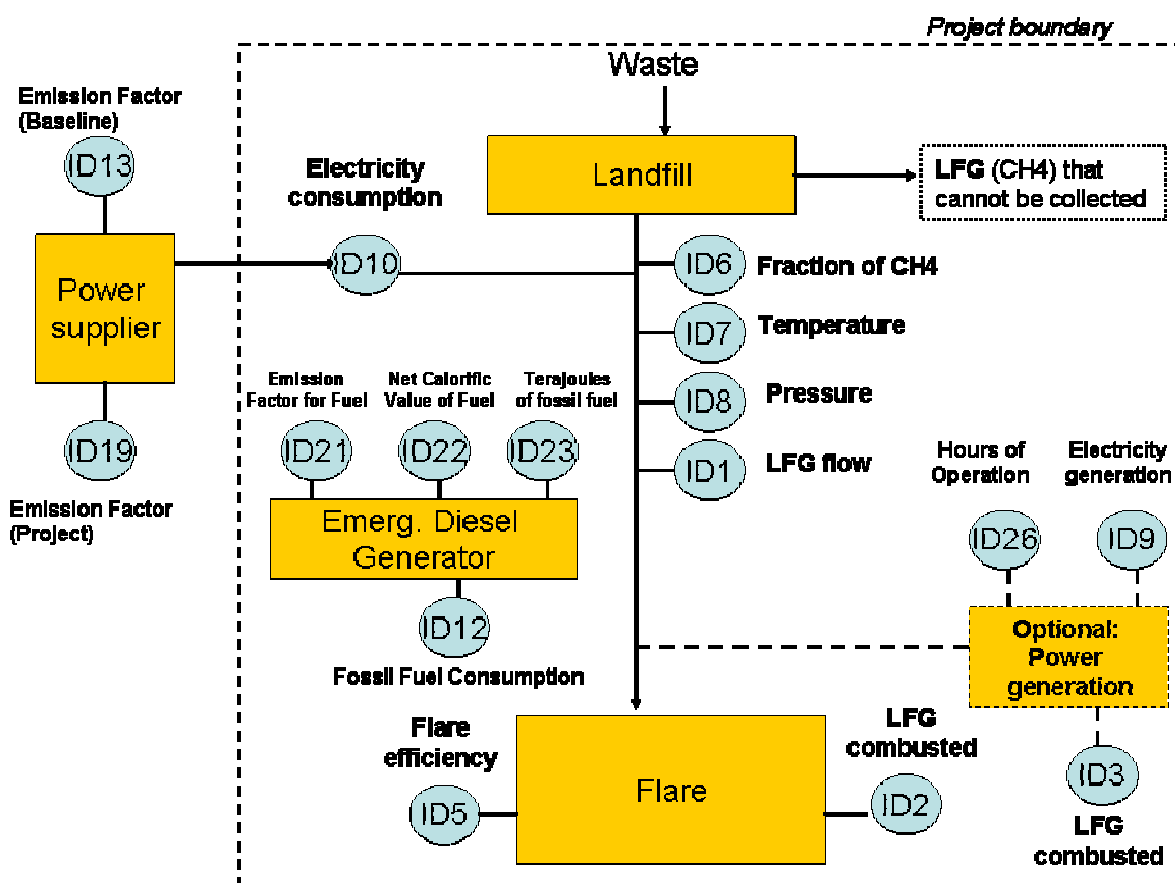 Project boundary
Waste
Emission Factor
(Baseline)
ID13
Electricity
consumption
Landfill
LFG (CH4) that
cannot be collected
ID10
Power
supplier
ID6
Fraction of CH4
ID7
Temperature
ID8
Pressure
ID1
LFG flow
Emission
Factor for Fuel
Net Calorific
Value of Fuel
Terajoules
of fossil fuel
ID21
ID22
ID23
ID19
Emission Factor
(Project)
Emerg. Diesel
Generator
ID12
Fossil Fuel Consumption
Hours of
Operation
Electricity
generation
ID26
ID9
Optional:
Power
generation
Flare
efficiency
ID5
Flare
LFG
combusted
ID2
ID3
LFG
combusted